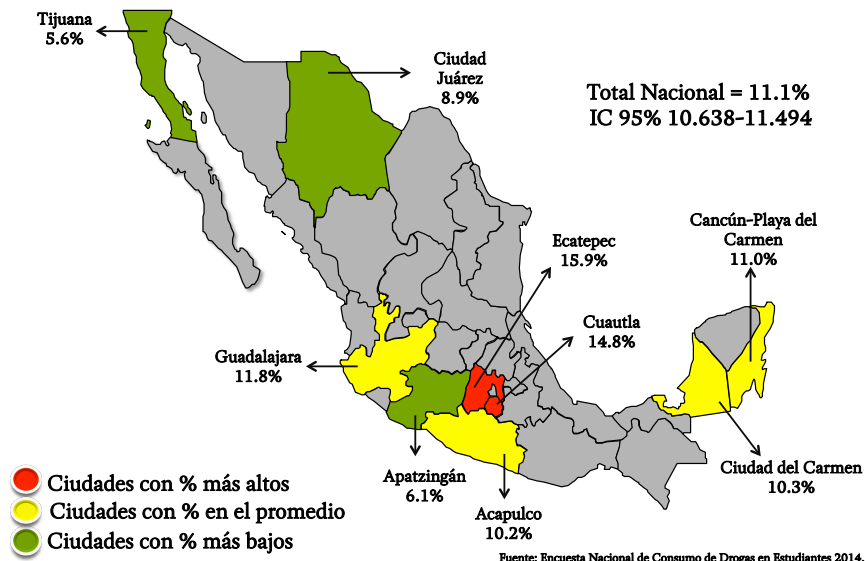 Tijuana
5.6%
Ciudad
Juárez
8.9%
Total Nacional = 11.1%
IC 95% 10.638-11.494
Cancún-Playa del
Carmen
11.0%
Ecatepec
15.9%
Cuautla
14.8%
Guadalajara
11.8%
Apatzingán
6.1%
Acapulco
10.2%
Ciudad del Carmen
10.3%
Ciudades con % más altos
Ciudades con % en el promedio
Ciudades con % más bajos
Fuente: Encuesta Nacional de Consumo de Drogas en Estudiantes 2014.